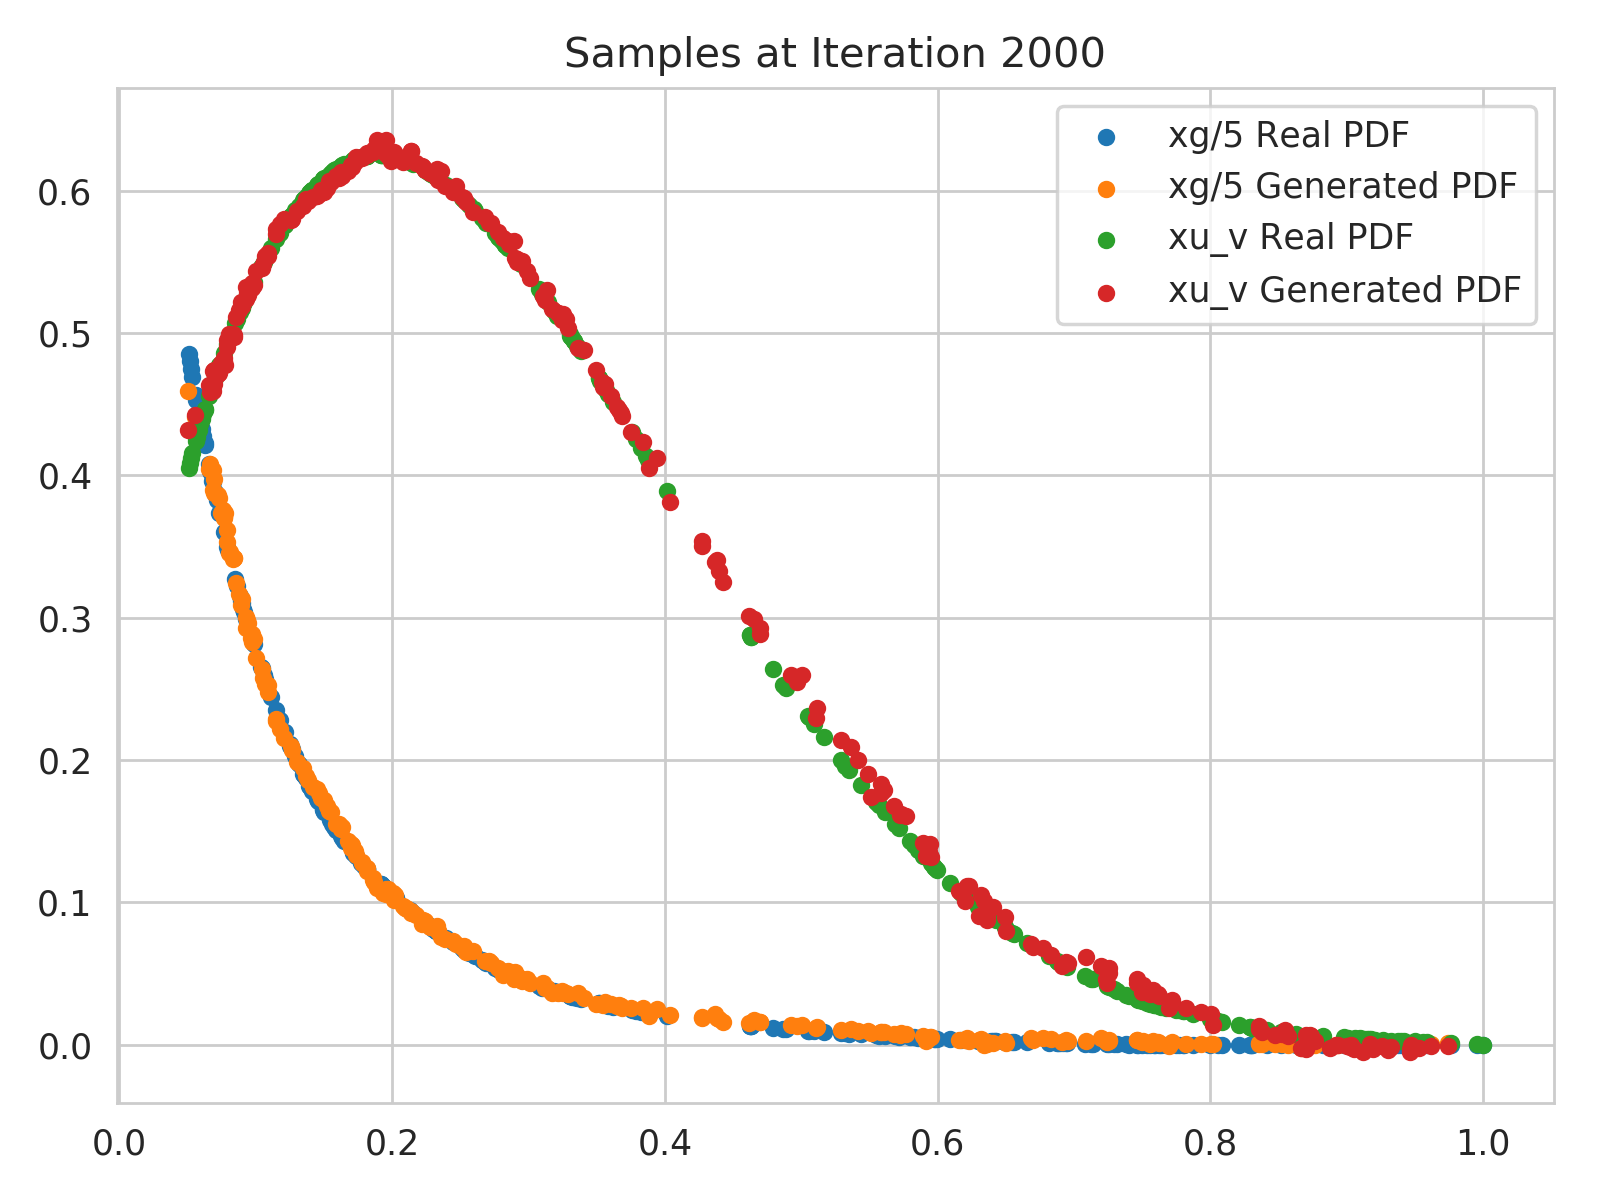 Samples at Iteration 2000
xg/5 Real PDF
xg/5 Generated PDF
xu_v Real PDF
xu_v Generated PDF
0.6
0.5
0.4
0.3
0.2
0.1
0.0
0.0 0.2 0.4 0.6 0.8 1.0